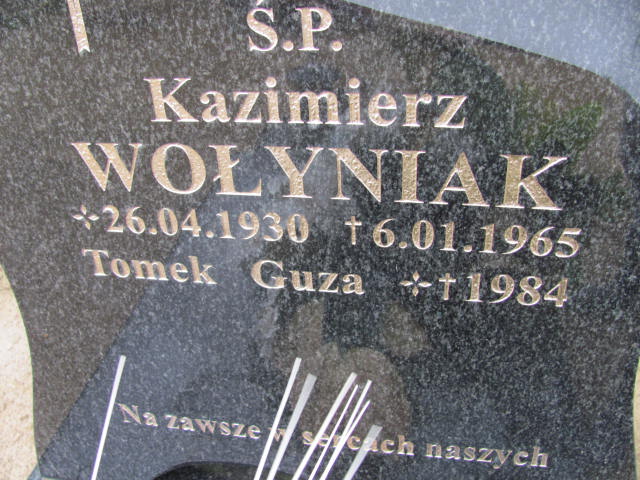 Ś.P.
Kazimierz
WOŁYNIAK
✢26.04.1930 †6.01.1965
Tomek Guza ✢†1984
Na zawsze w sercach naszych